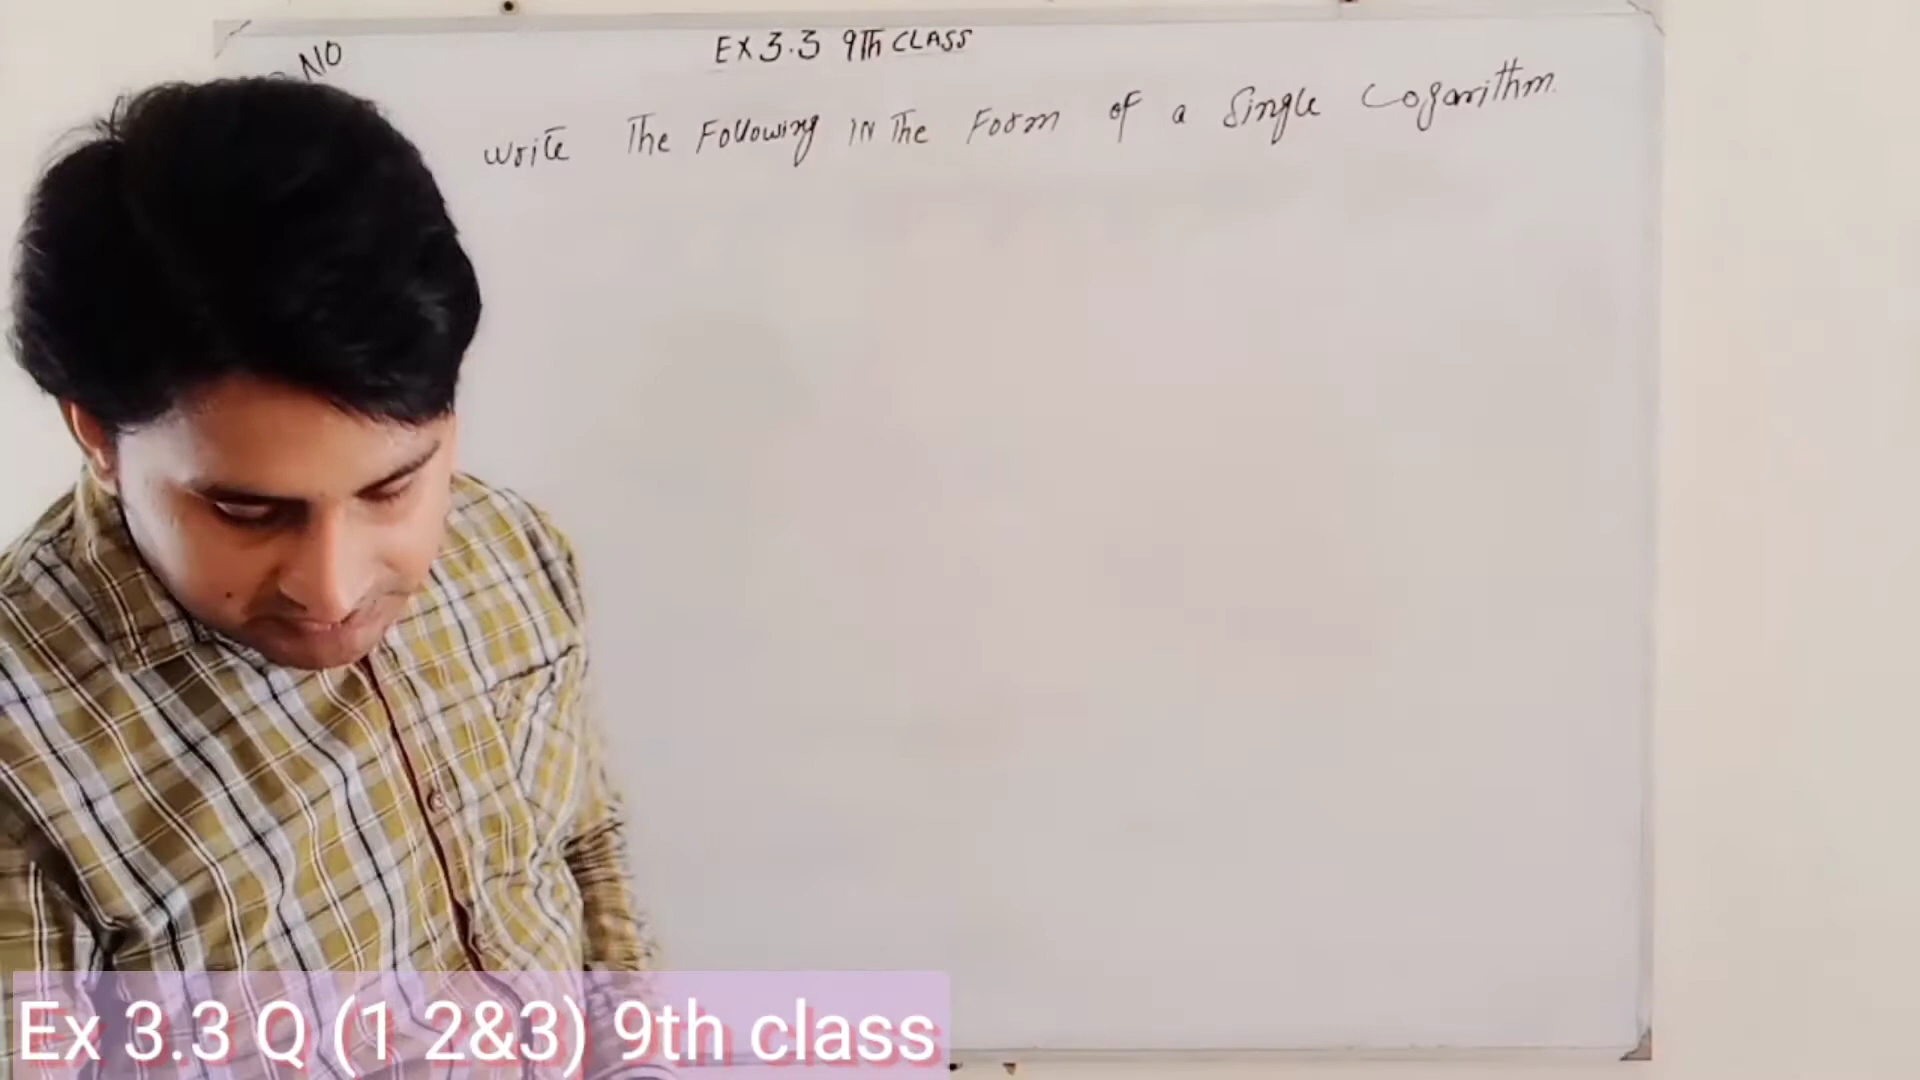 EX 3.3 9Th CLASS
NO
Write The Following IN The Form of a Single Logarithm.
Ex 3.3 Q (1 2&3) 9th class